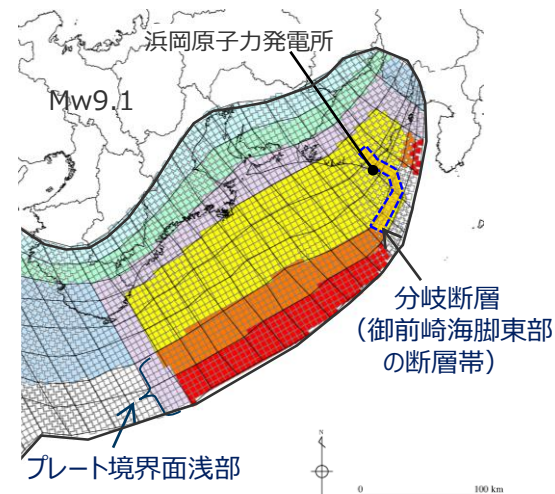 浜岡原子力発電所
Mw9.1
分岐断層
（御前崎海脚東部
の断層帯）
プレート境界面浅部
N
0 100 km